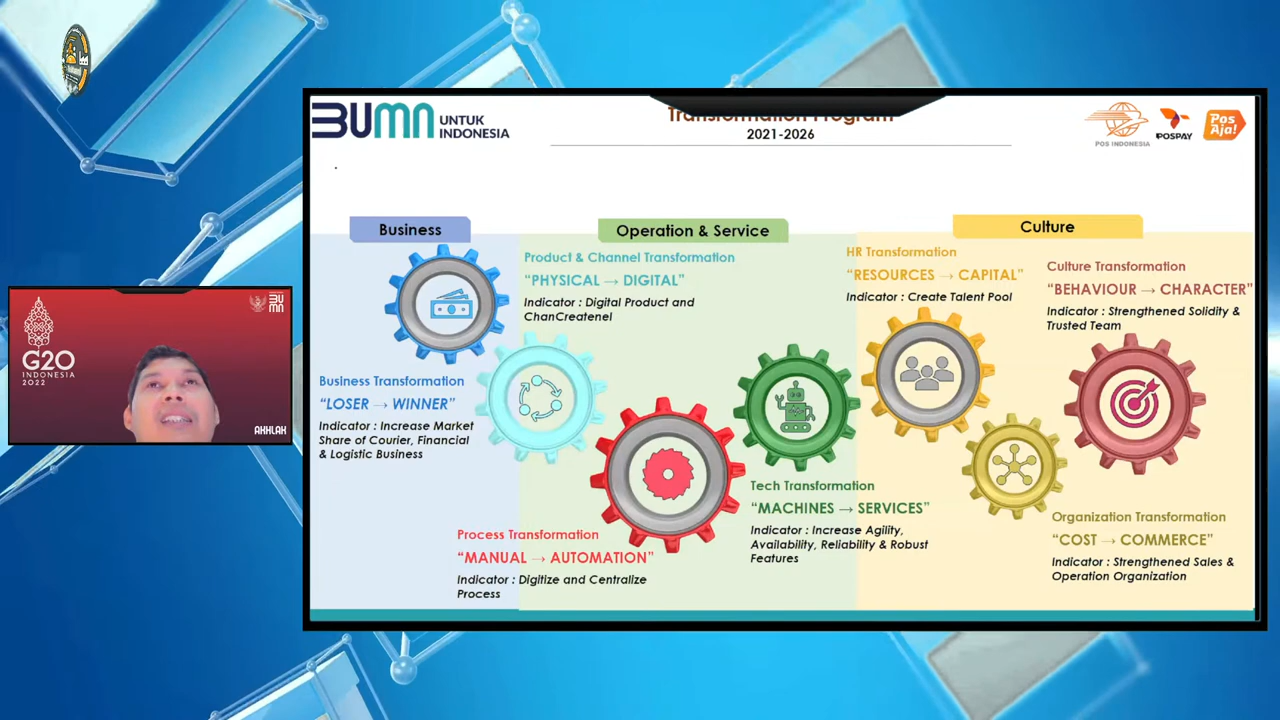 BUMN UNTUK
INDONESIA
Transformation Program
2021-2026
POS INDONESIA
POSPAY
Pos
Aja!
Business
Operation & Service
Culture
Product & Channel Transformation
“PHYSICAL → DIGITAL”
Indicator : Digital Product and
ChanCreatenel
HR Transformation
“RESOURCES → CAPITAL”
Indicator : Create Talent Pool
Culture Transformation
“BEHAVIOUR → CHARACTER”
Indicator : Strengthened Solidity &
Trusted Team
Business Transformation
“LOSER → WINNER”
Indicator : Increase Market
Share of Courier, Financial
& Logistic Business
Process Transformation
“MANUAL → AUTOMATION”
Indicator : Digitize and Centralize
Process
Tech Transformation
“MACHINES → SERVICES”
Indicator : Increase Agility,
Availability, Reliability & Robust
Features
Organization Transformation
“COST → COMMERCE”
Indicator : Strengthened Sales &
Operation Organization
G20
INDONESIA
2022
BUMN
AKHLAK